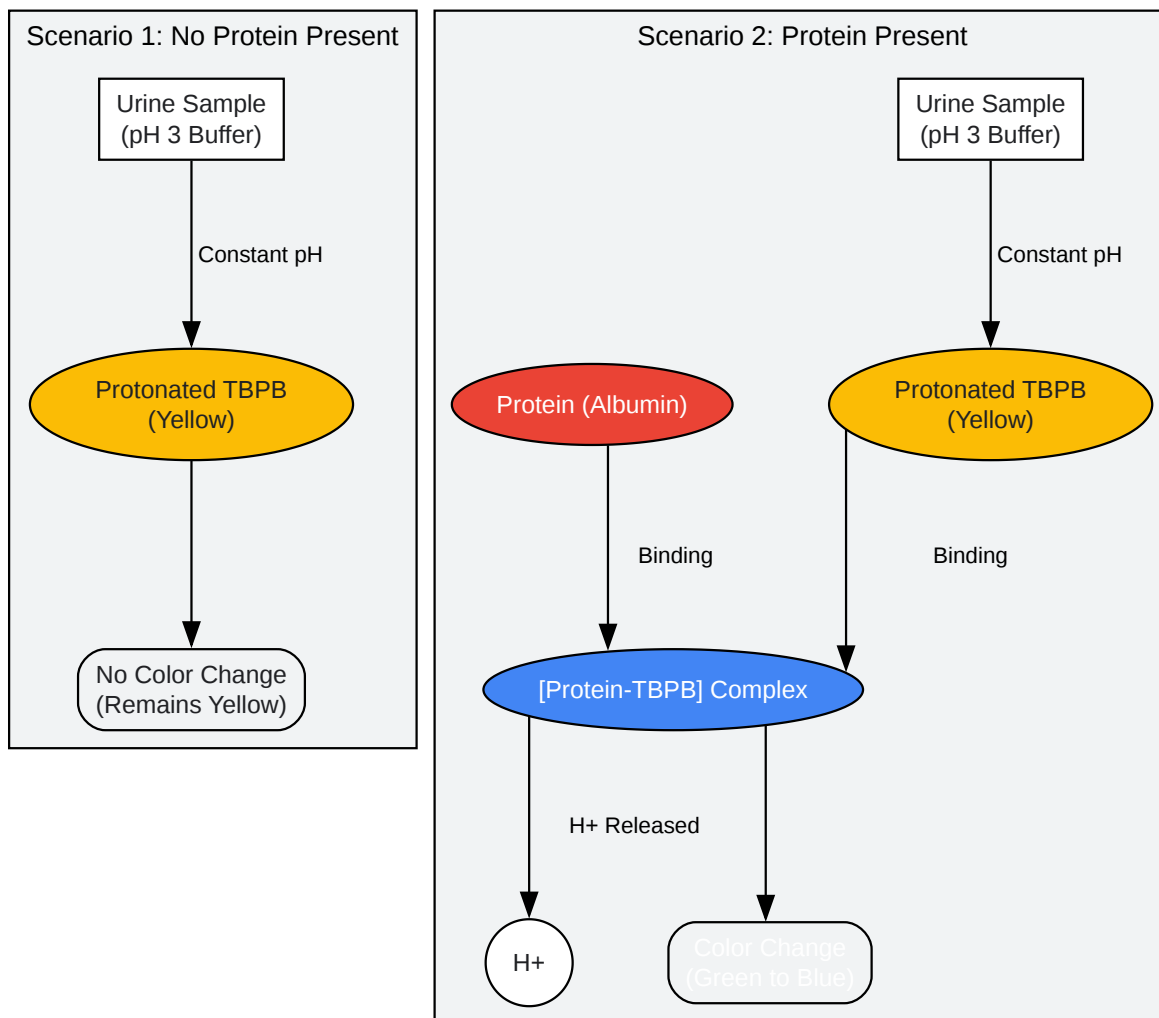 Scenario 1: No Protein Present
Urine Sample
(pH 3 Buffer)
Constant pH
Protonated TBPB
(Yellow)
No Color Change
(Remains Yellow)
Scenario 2: Protein Present
Urine Sample
(pH 3 Buffer)
Constant pH
Protein (Albumin)
Protonated TBPB
(Yellow)
Binding
Binding
[Protein-TBPB] Complex
H+ Released
H+
Color Change
(Green to Blue)